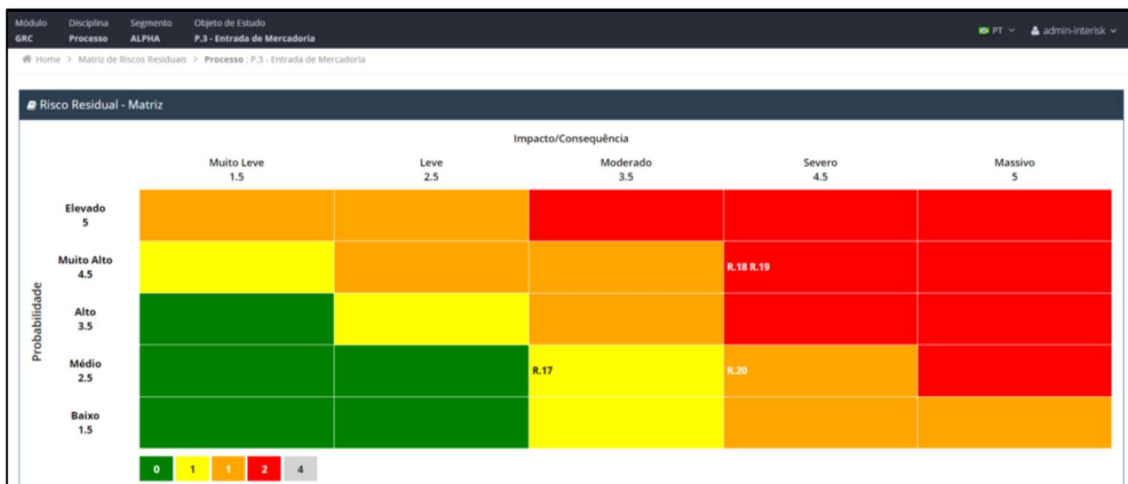 Módulo Disciplina Segmento Objeto de Estudo
GRC Processo ALPHA P.3 - Entrada de Mercadoria
PT admin-interisk
Home > Matriz de Riscos Residuais > Processo : P.3 - Entrada de Mercadoria
Risco Residual - Matriz
Impacto/Consequência
Muito Leve Leve Moderado Severo Massivo
1.5 2.5 3.5 4.5 5
Probabilidade
Elevado
5
Muito Alto
4.5
R.18 R.19
Alto
3.5
Médio
2.5
R.17 R.20
Baixo
1.5
0 1 1 2 4